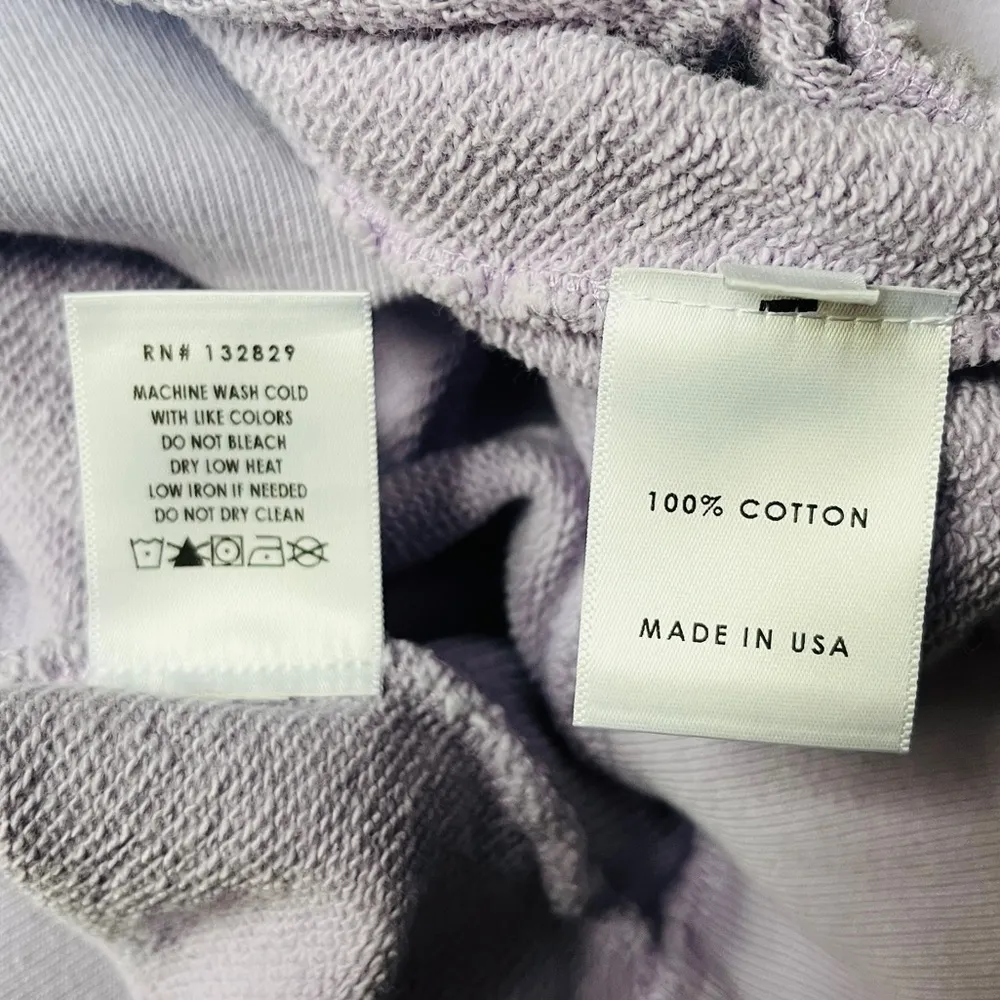 RN# 132829
MACHINE WASH COLD
WITH LIKE COLORS
DO NOT BLEACH
DRY LOW HEAT
LOW IRON IF NEEDED
DO NOT DRY CLEAN
100% COTTON
MADE IN USA